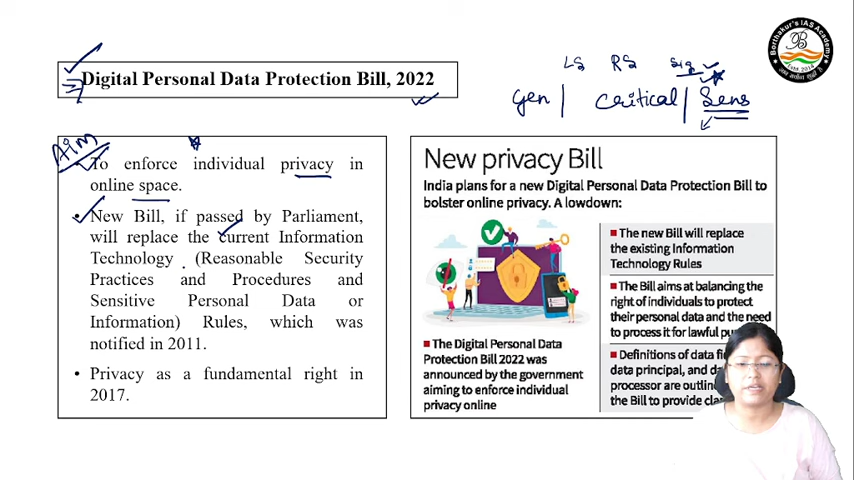 LS RS Sig
Digital Personal Data Protection Bill, 2022
Gen | Critical | Sens
Borthakur's IAS Academy
B
Estd. 2014
Aim
To enforce individual privacy in
online space.
• New Bill, if passed by Parliament,
will replace the current Information
Technology (Reasonable Security
Practices and Procedures and
Sensitive Personal Data or
Information) Rules, which was
notified in 2011.
• Privacy as a fundamental right in
2017.
New privacy Bill
India plans for a new Digital Personal Data Protection Bill to
bolster online privacy. A lowdown:
■ The Digital Personal Data
Protection Bill 2022 was
announced by the government
aiming to enforce individual
privacy online
■ The new Bill will replace
the existing Information
Technology Rules
■ The Bill aims at balancing the
right of individuals to protect
their personal data and the need
to process it for lawful
■ Definitions of data
data principal, and
processor are
the Bill to provide